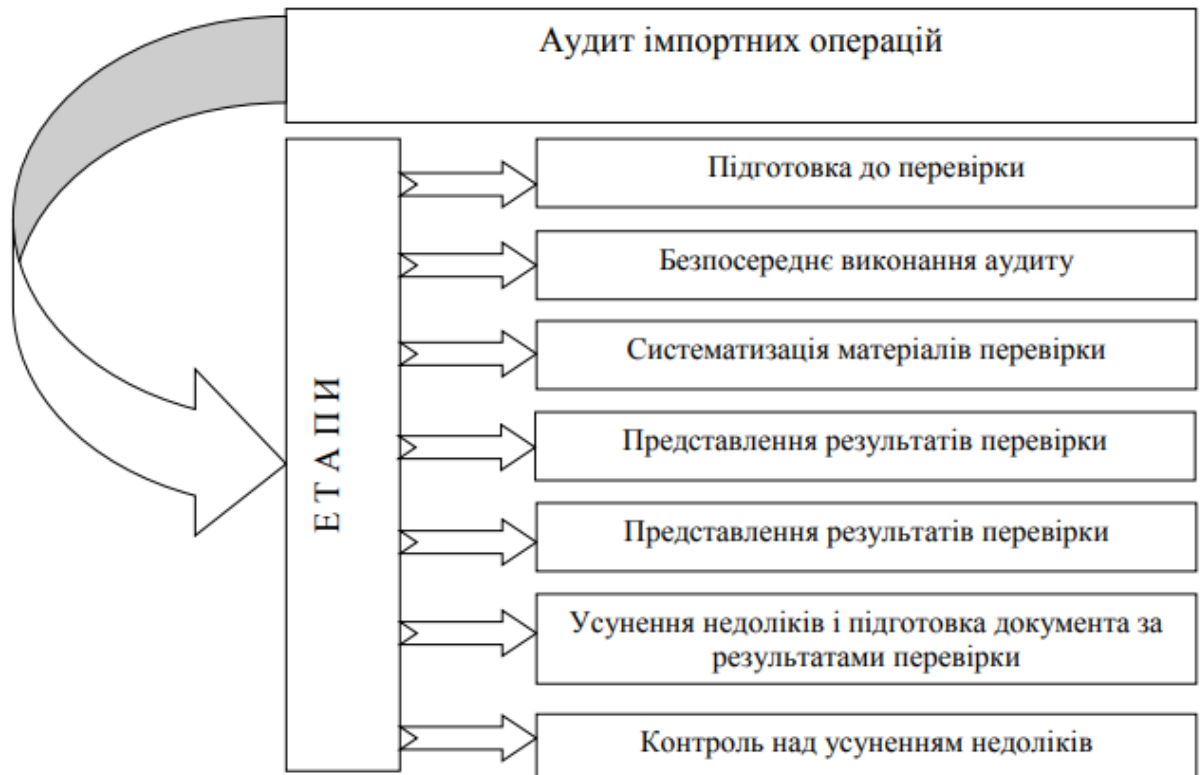 Аудит імпортних операцій
ЕТАПИ
Підготовка до перевірки
Безпосереднє виконання аудиту
Систематизація матеріалів перевірки
Представлення результатів перевірки
Представлення результатів перевірки
Усунення недоліків і підготовка документа за
результатами перевірки
Контроль над усуненням недоліків